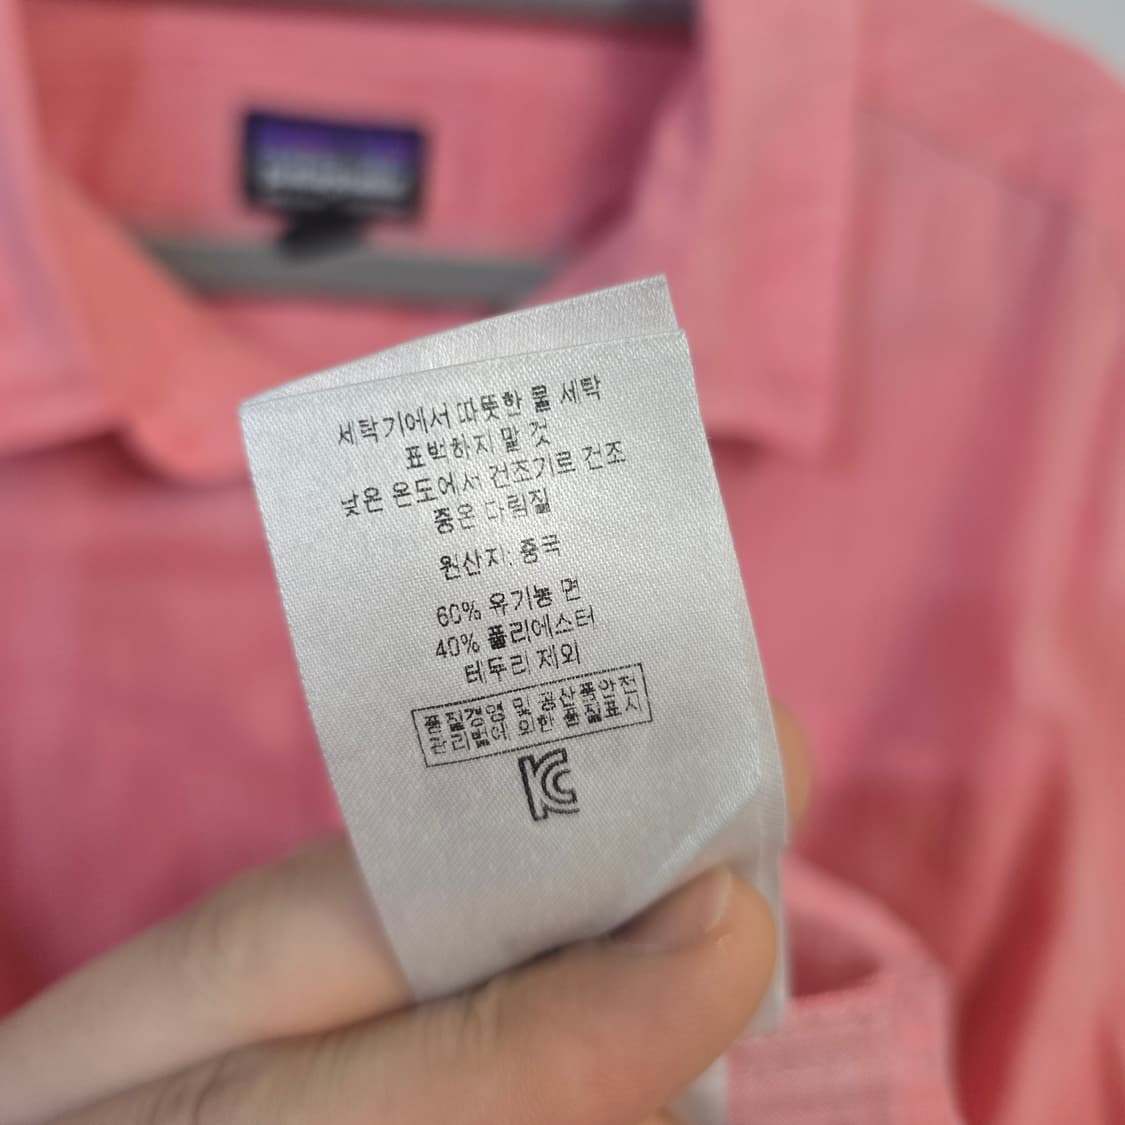 세탁기에서 따뜻한 물 세탁
표백하지 말 것
낮은 온도에서 건조기로 건조
중온 다림질
원산지: 중국
60% 유기농 면
40% 폴리에스터
테두리 제외
품질경영 및 공산품안전
관리법에 의한 품질표시
KC